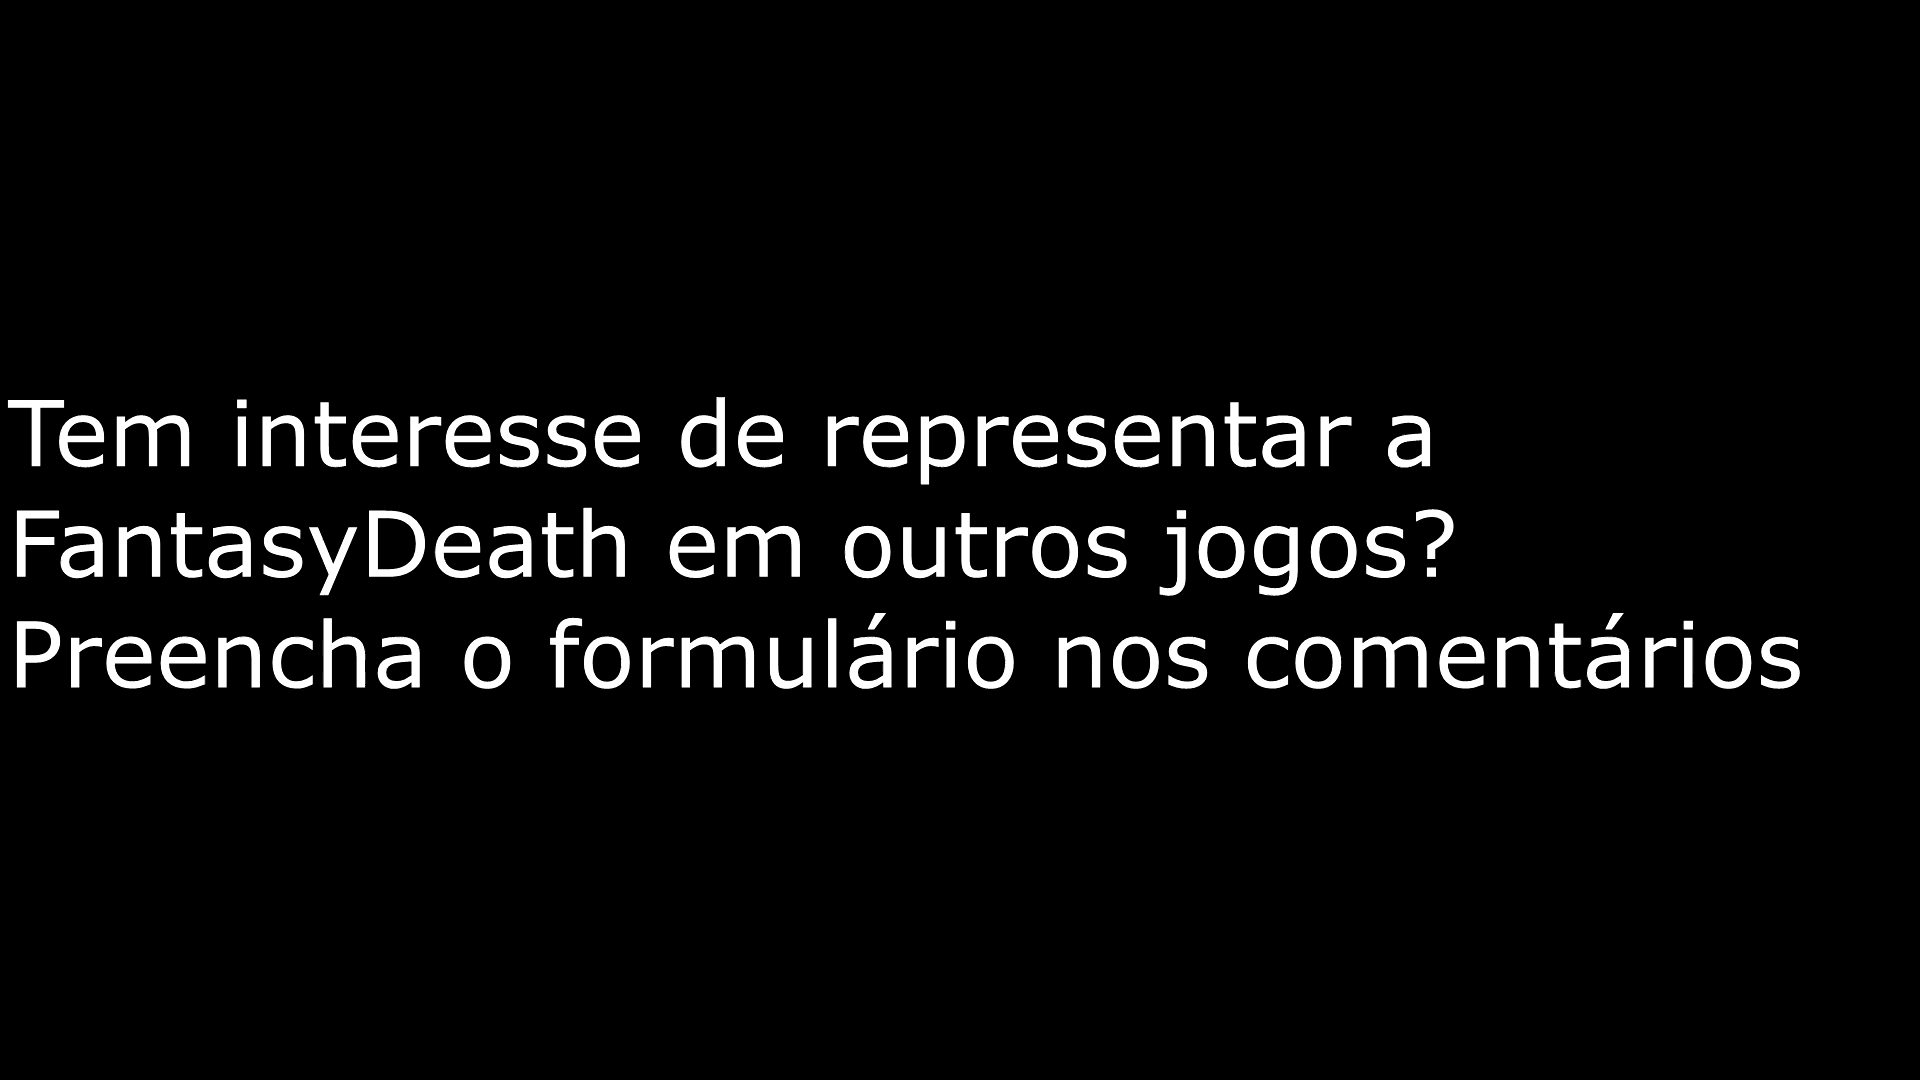 Tem interesse de representar a
FantasyDeath em outros jogos?
Preencha o formulário nos comentários